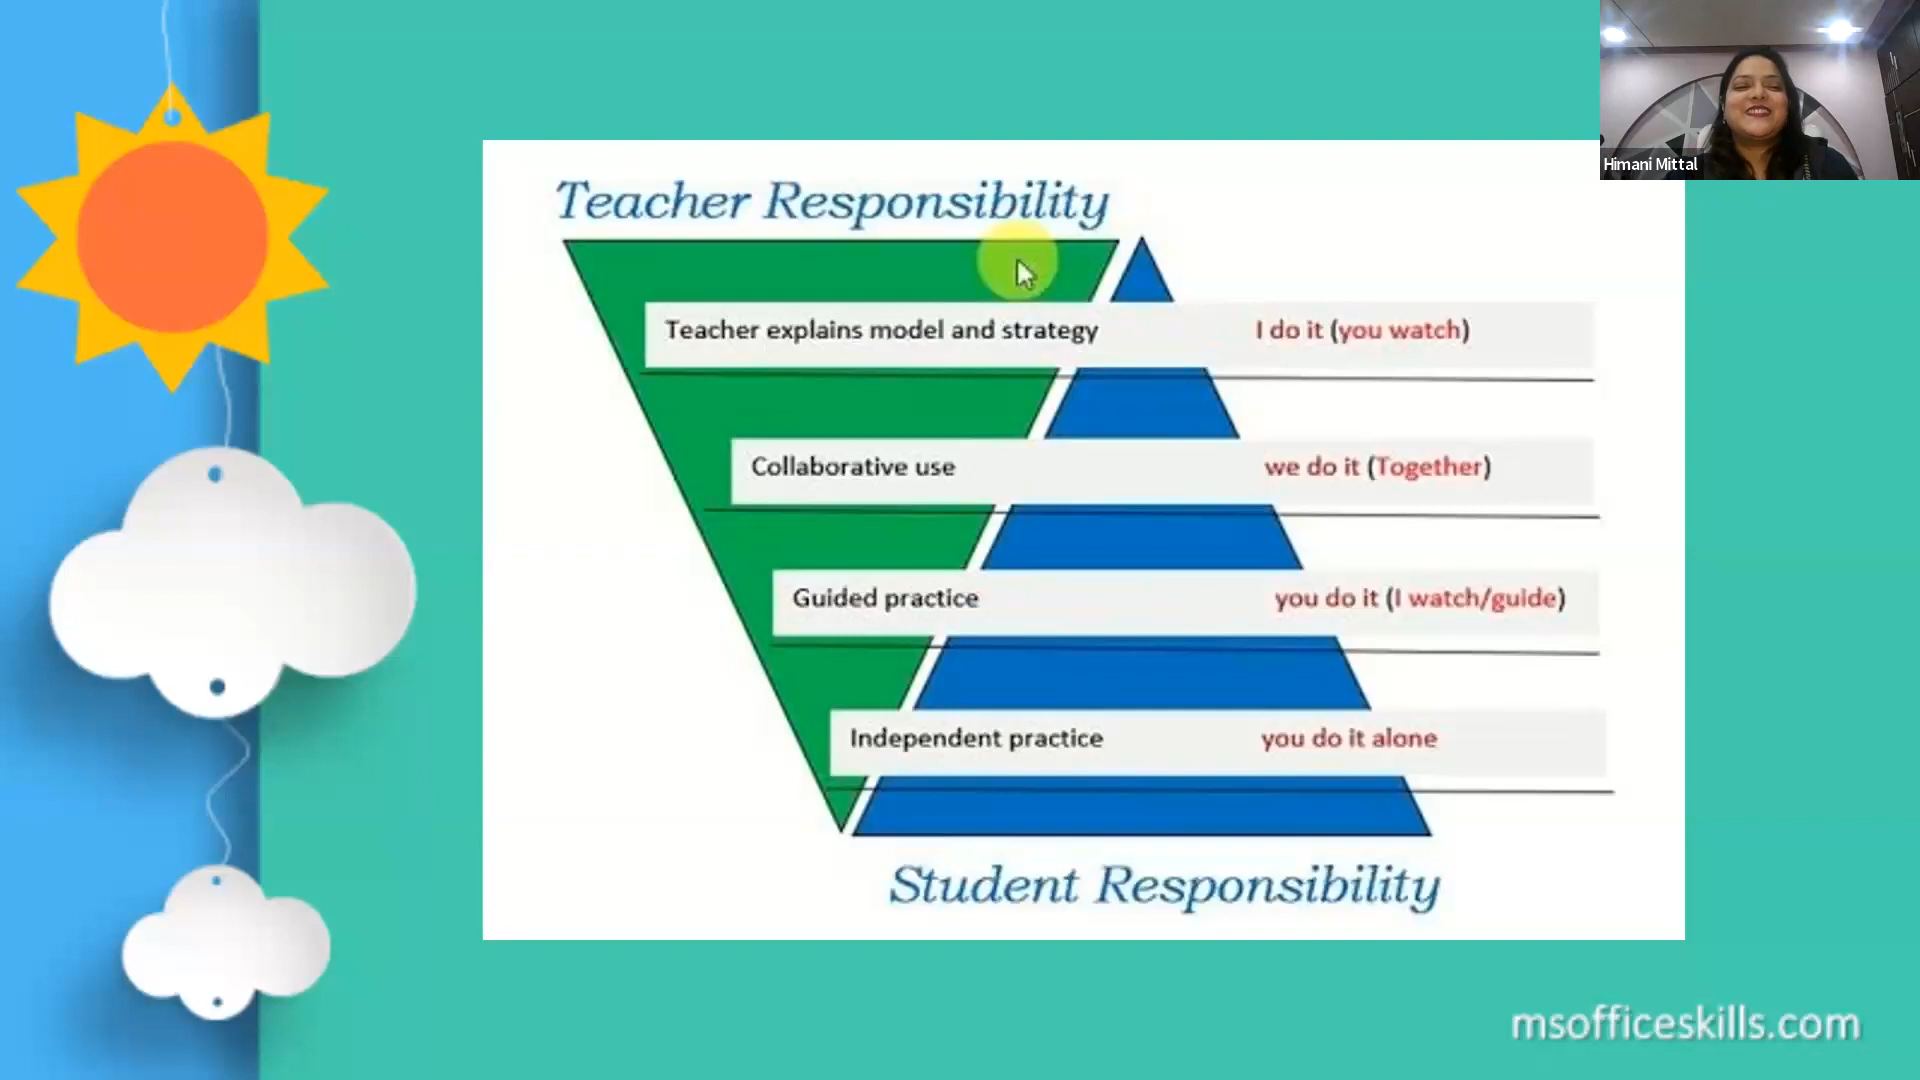 Himani Mittal
Teacher Responsibility
Teacher explains model and strategy I do it (you watch)
Collaborative use we do it (Together)
Guided practice you do it (I watch/guide)
Independent practice you do it alone
Student Responsibility
msofficeskills.com